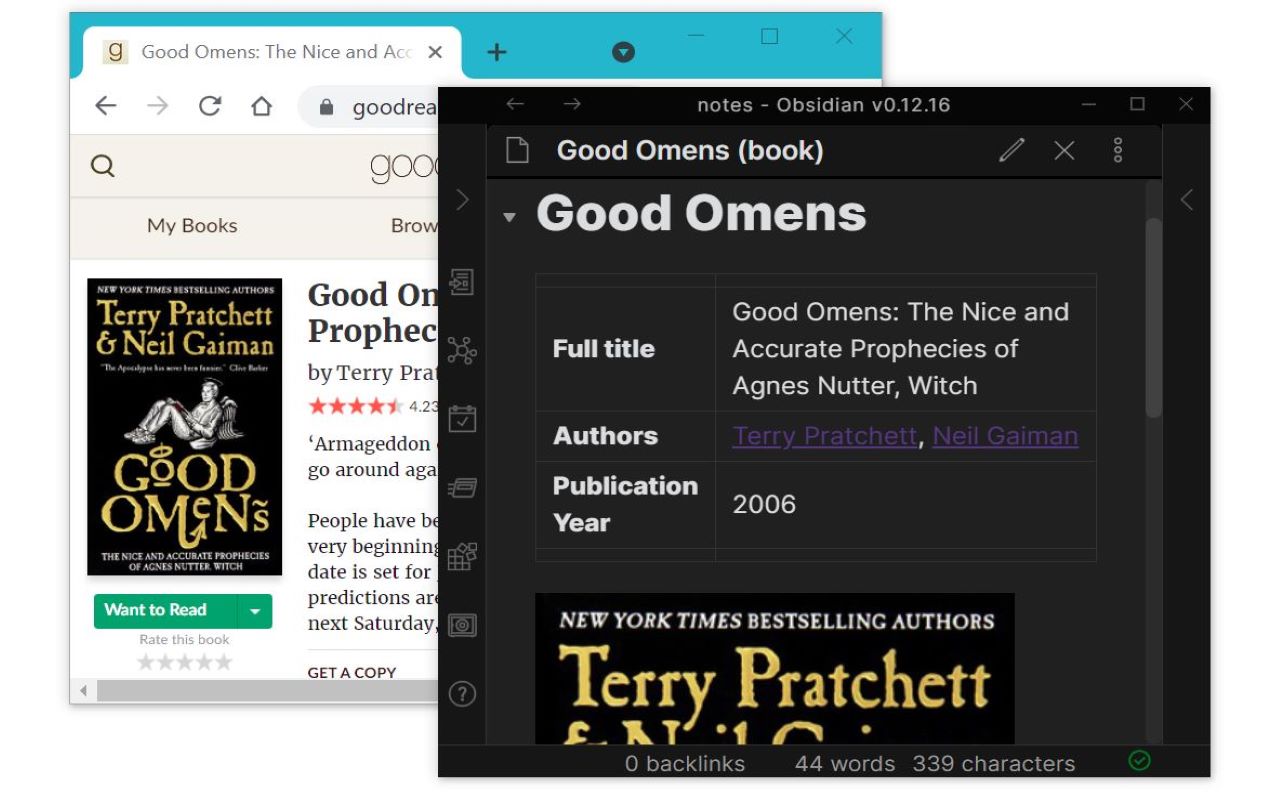 g Good Omens: The Nice and Acc
goodrea
good
My Books
Brow
NEW YORK TIMES BESTSELLING AUTHORS
Terry Pratchett
& Neil Gaiman
"The Apocalypse has never been funnier." Clive Barker
GOOD
OMENS
THE NICE AND ACCURATE PROPHECIES
OF AGNES NUTTER, WITCH
Want to Read
Rate this book
Good On
Prophec
by Terry Prat
4.23
‘Armageddon
go around aga
People have be
very beginning
date is set for
predictions are
next Saturday,
GET A COPY
notes - Obsidian v0.12.16
Good Omens (book)
Good Omens
Full title
Good Omens: The Nice and
Accurate Prophecies of
Agnes Nutter, Witch
Authors
Terry Pratchett, Neil Gaiman
Publication
Year
2006
NEW YORK TIMES BESTSELLING AUTHORS
Terry Pratchett
& Neil Gaiman
0 backlinks 44 words 339 characters